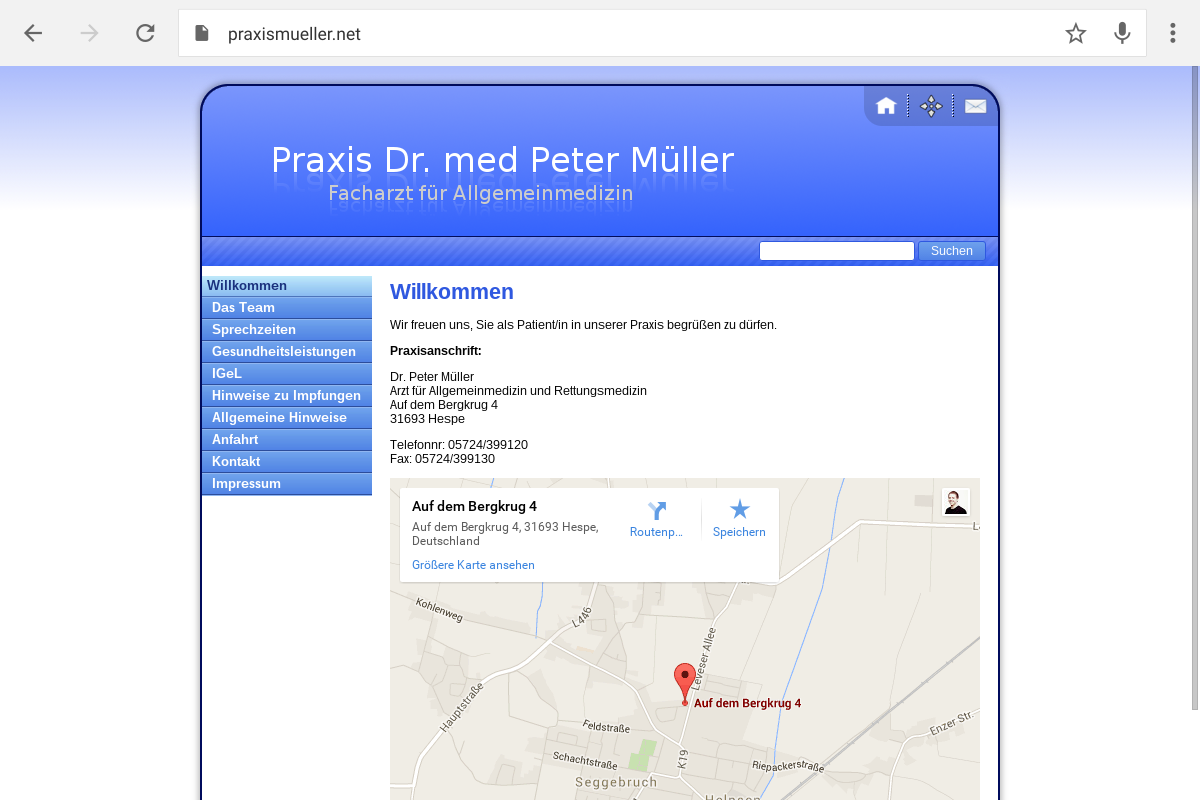 praxismueller.net
Praxis Dr. med Peter Müller
Facharzt für Allgemeinmedizin
Suchen
Willkommen
Das Team
Sprechzeiten
Gesundheitsleistungen
IGeL
Hinweise zu Impfungen
Allgemeine Hinweise
Anfahrt
Kontakt
Impressum
Willkommen
Wir freuen uns, Sie als Patient/in in unserer Praxis begrüßen zu dürfen.
Praxisanschrift:
Dr. Peter Müller
Arzt für Allgemeinmedizin und Rettungsmedizin
Auf dem Bergkrug 4
31693 Hespe
Telefonnr: 05724/399120
Fax: 05724/399130
Auf dem Bergkrug 4
Auf dem Bergkrug 4, 31693 Hespe,
Deutschland
Größere Karte ansehen
Routenp...
Speichern
Kohlenweg
L446
Leveser Allee
Hauptstraße
Auf dem Bergkrug 4
Feldstraße
Enzer Str.
Schachtstraße
K19
Riepackerstraße
Seggebruch
Helpsen